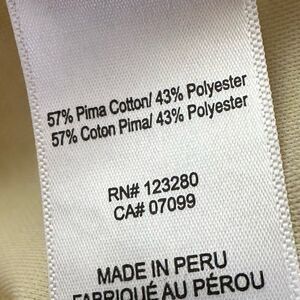 57% Pima Cotton/ 43% Polyester
57% Coton Pima/ 43% Polyester
RN# 123280
CA# 07099
MADE IN PERU
FABRIQUÉ AU PÉROU